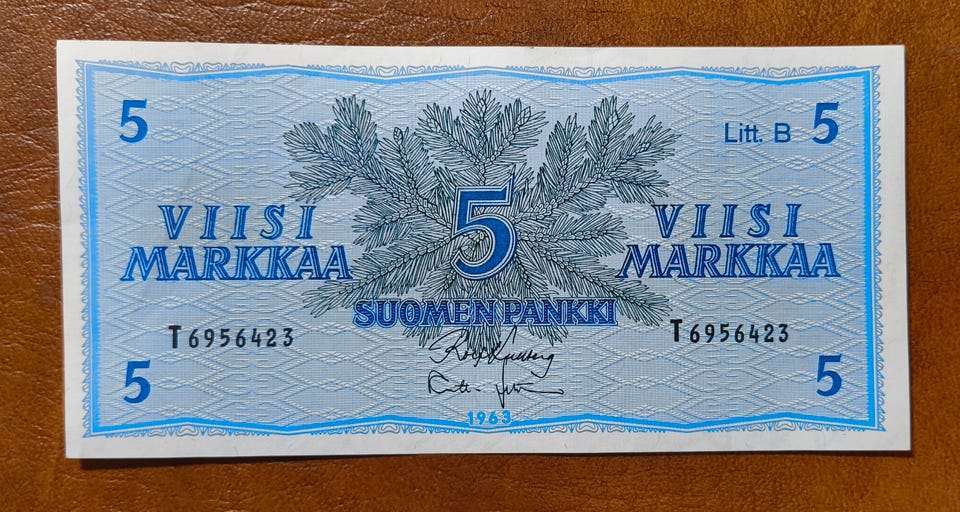 5
Litt. B 5
5
VIISI MARKKAA
VIISI MARKKAA
SUOMEN PANKKI
T6956423
T6956423
5
5
1963